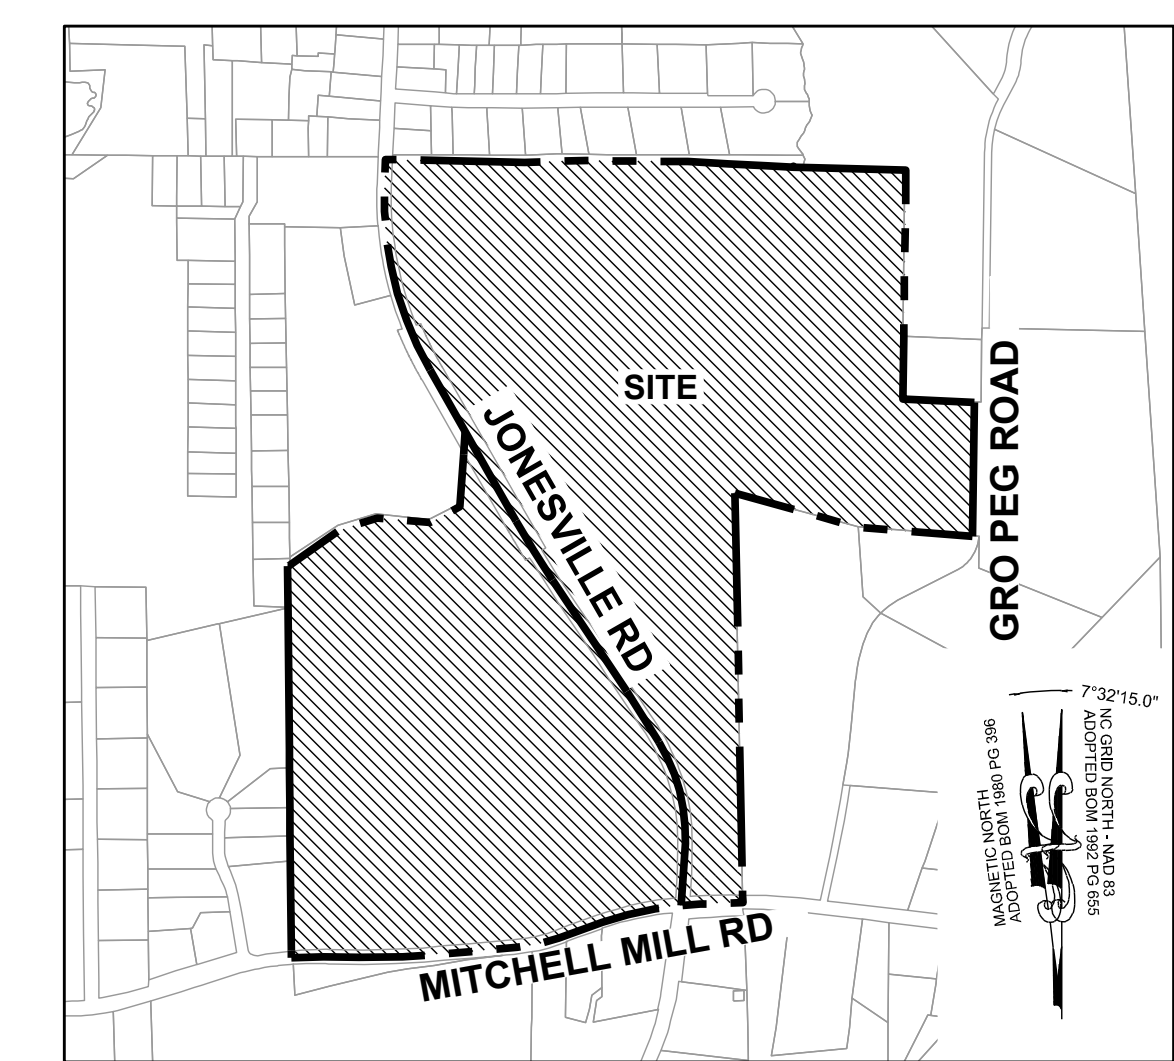 SITE
JONESVILLE RD
GRO PEG ROAD
MITCHELL MILL RD
7°32'15.0"
NC GRID NORTH - NAD 83
ADOPTED BOM 1992 PG 655
MAGNETIC NORTH
ADOPTED BOM 1980 PG 396